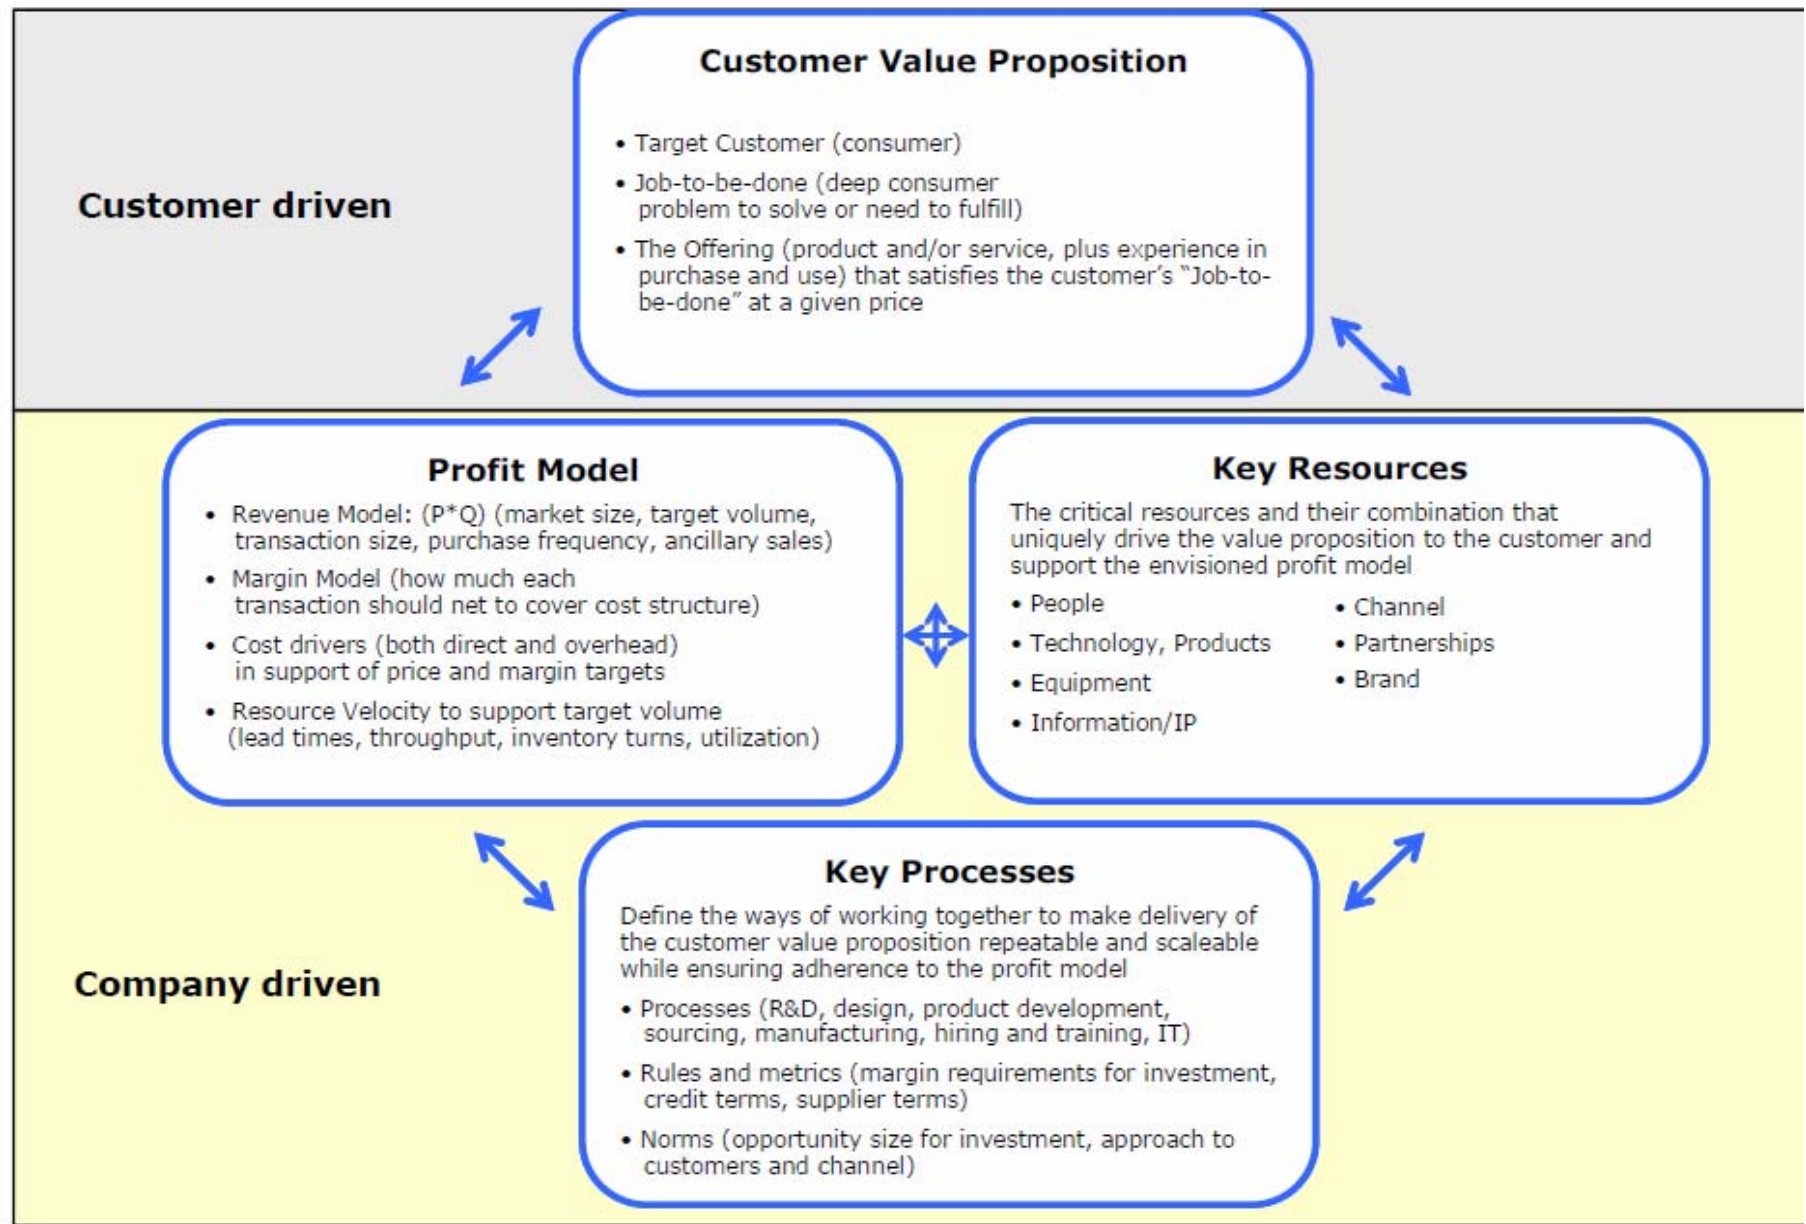 Customer Value Proposition
• Target Customer (consumer)
• Job-to-be-done (deep consumer
problem to solve or need to fulfill)
• The Offering (product and/or service, plus experience in
purchase and use) that satisfies the customer’s “Job-to-
be-done” at a given price
Customer driven
Profit Model
• Revenue Model: (P*Q) (market size, target volume,
transaction size, purchase frequency, ancillary sales)
• Margin Model (how much each
transaction should net to cover cost structure)
• Cost drivers (both direct and overhead)
in support of price and margin targets
• Resource Velocity to support target volume
(lead times, throughput, inventory turns, utilization)
Key Resources
The critical resources and their combination that
uniquely drive the value proposition to the customer and
support the envisioned profit model
• People
• Technology, Products
• Equipment
• Information/IP
• Channel
• Partnerships
• Brand
Company driven
Key Processes
Define the ways of working together to make delivery of
the customer value proposition repeatable and scaleable
while ensuring adherence to the profit model
• Processes (R&D, design, product development,
sourcing, manufacturing, hiring and training, IT)
• Rules and metrics (margin requirements for investment,
credit terms, supplier terms)
• Norms (opportunity size for investment, approach to
customers and channel)